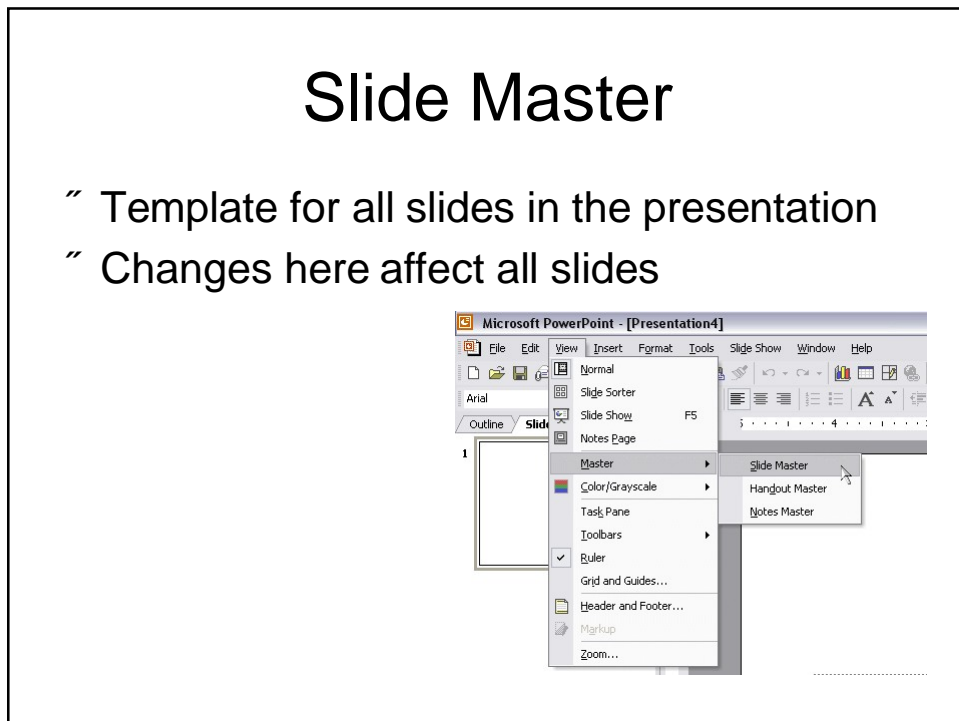 Slide Master
˝ Template for all slides in the presentation
˝ Changes here affect all slides
Microsoft PowerPoint - [Presentation4]
File Edit View Insert Format Tools Slide Show Window Help
Arial
Outline
1
Normal
Slide Sorter
Slide Show F5
Notes Page
Master
Color/Grayscale
Task Pane
Toolbars
Ruler
Grid and Guides...
Header and Footer...
Markup
Zoom...
Slide Master
Handout Master
Notes Master
5 4